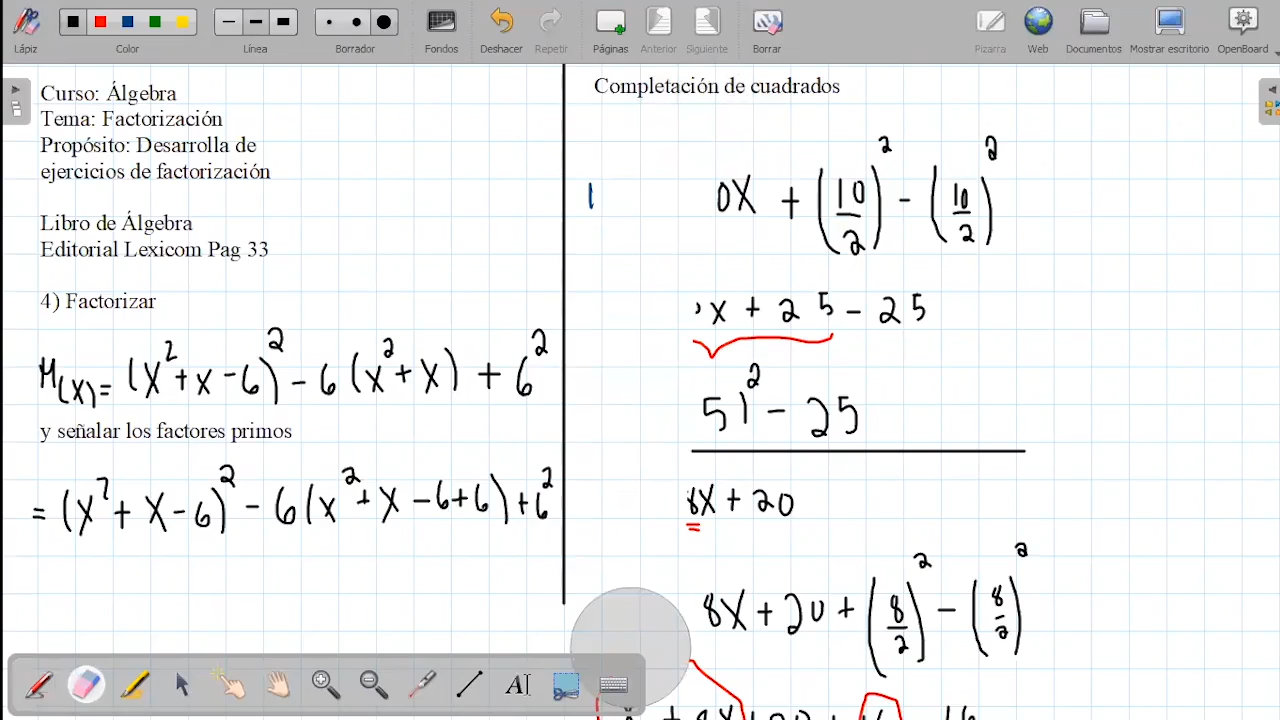 Lápiz Color Línea Borrador Fondos Deshacer Repetir Páginas Anterior Siguiente Borrar Pizarra Web Documentos Mostrar escritorio OpenBoard
Curso: Álgebra
Tema: Factorización
Propósito: Desarrolla de
ejercicios de factorización
Libro de Álgebra
Editorial Lexicom Pag 33
4) Factorizar
M(x)= (x²+x-6)² - 6(x²+x) + 6²
y señalar los factores primos
= (x²+x-6)² - 6(x²+x-6+6)+6²
Completación de cuadrados
0x + (10/2)² - (10/2)²
x + 25 - 25
5)² - 25
8x + 20
8x + 20 + (8/2)² - (8/2)²